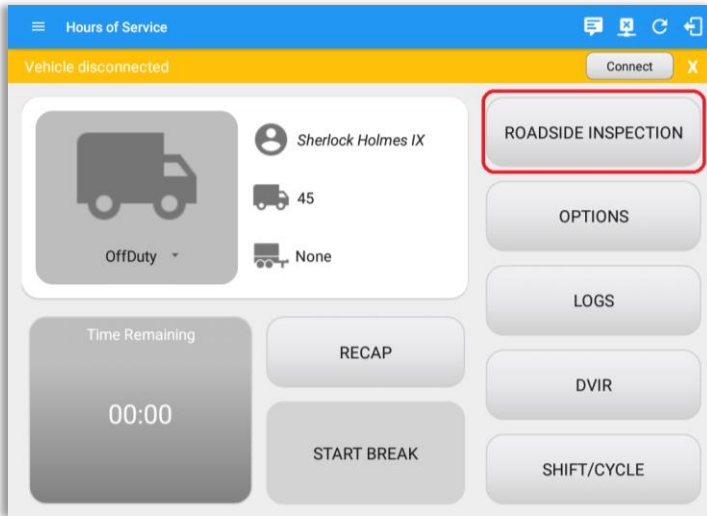 Hours of Service
Vehicle disconnected
Connect
X
Sherlock Holmes IX
45
None
OffDuty
ROADSIDE INSPECTION
OPTIONS
LOGS
DVIR
SHIFT/CYCLE
Time Remaining
00:00
RECAP
START BREAK